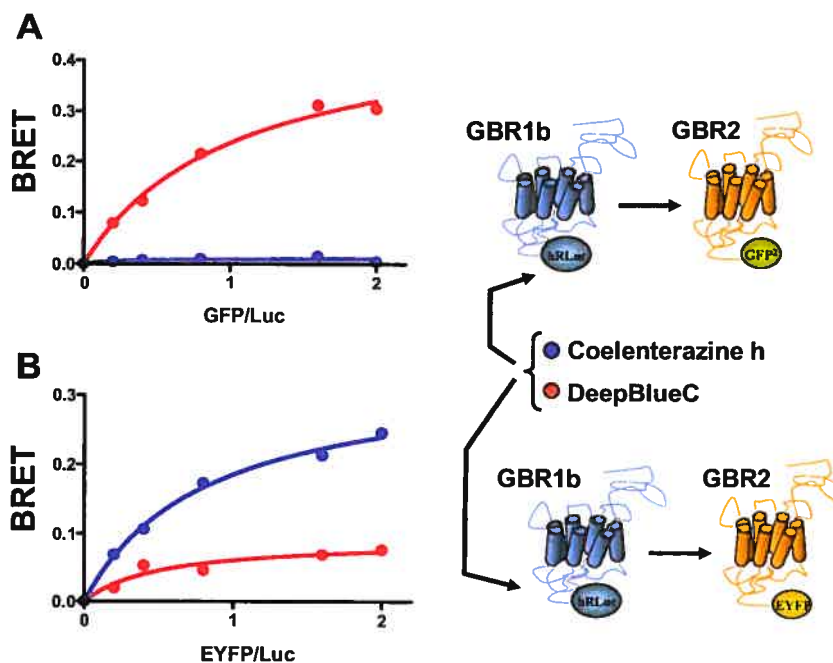 A
BRET
0.4
0.3
0.2
0.1
0.0
0
1
2
GFP/Luc
GBR1b
GBR2
hRLuc
GFP²
Coelenterazine h
DeepBlueC
B
BRET
0.3
0.2
0.1
0.0
0
1
2
EYFP/Luc
GBR1b
GBR2
hRLuc
EYFP